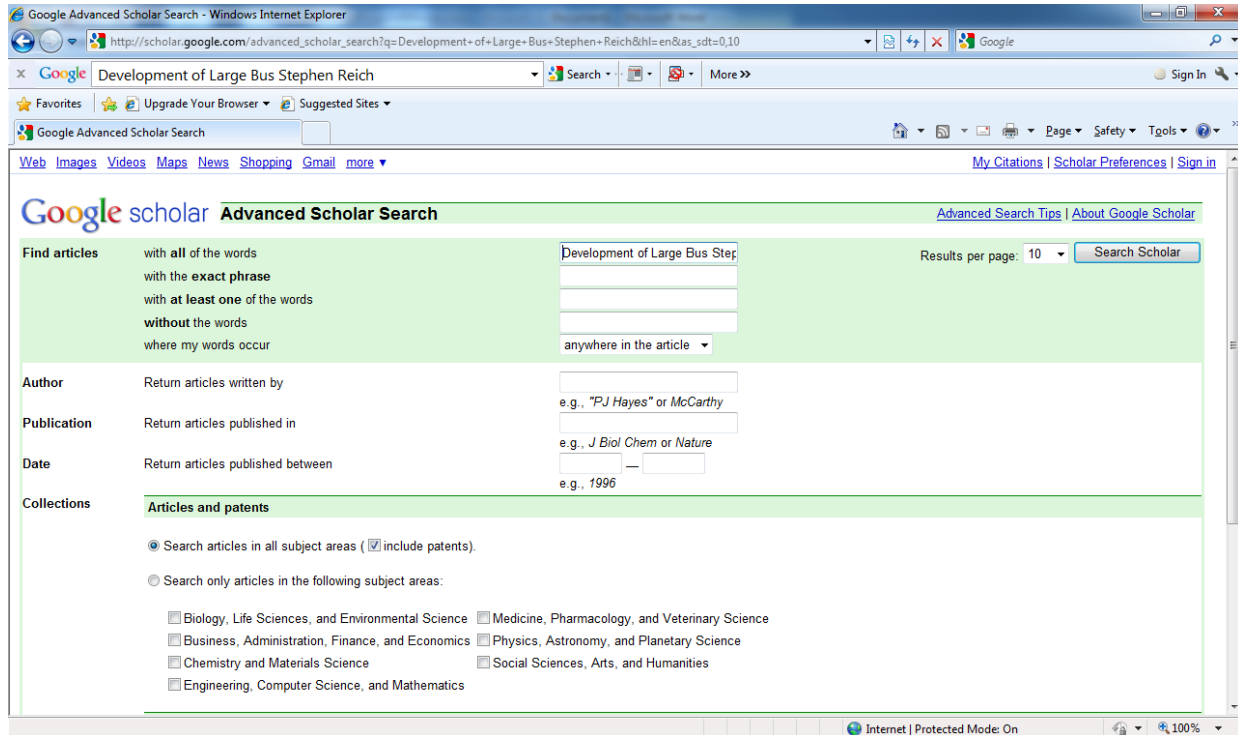 Google Advanced Scholar Search - Windows Internet Explorer
http://scholar.google.com/advanced_scholar_search?q=Development+of+Large+Bus+Stephen+Reich&hl=en&as_sdt=0,10 Google
x Google Development of Large Bus Stephen Reich Search More >> Sign In
Favorites Upgrade Your Browser Suggested Sites
Google Advanced Scholar Search Page Safety Tools
Web Images Videos Maps News Shopping Gmail more My Citations | Scholar Preferences | Sign in
Google scholar Advanced Scholar Search Advanced Search Tips | About Google Scholar
Find articles with all of the words Development of Large Bus Step Results per page: 10 Search Scholar
with the exact phrase
with at least one of the words
without the words
where my words occur anywhere in the article
Author Return articles written by
e.g., "PJ Hayes" or McCarthy
Publication Return articles published in
e.g., J Biol Chem or Nature
Date Return articles published between —
e.g., 1996
Collections Articles and patents
Search articles in all subject areas ( include patents).
Search only articles in the following subject areas:
Biology, Life Sciences, and Environmental Science Medicine, Pharmacology, and Veterinary Science
Business, Administration, Finance, and Economics Physics, Astronomy, and Planetary Science
Chemistry and Materials Science Social Sciences, Arts, and Humanities
Engineering, Computer Science, and Mathematics
Internet | Protected Mode: On 100%